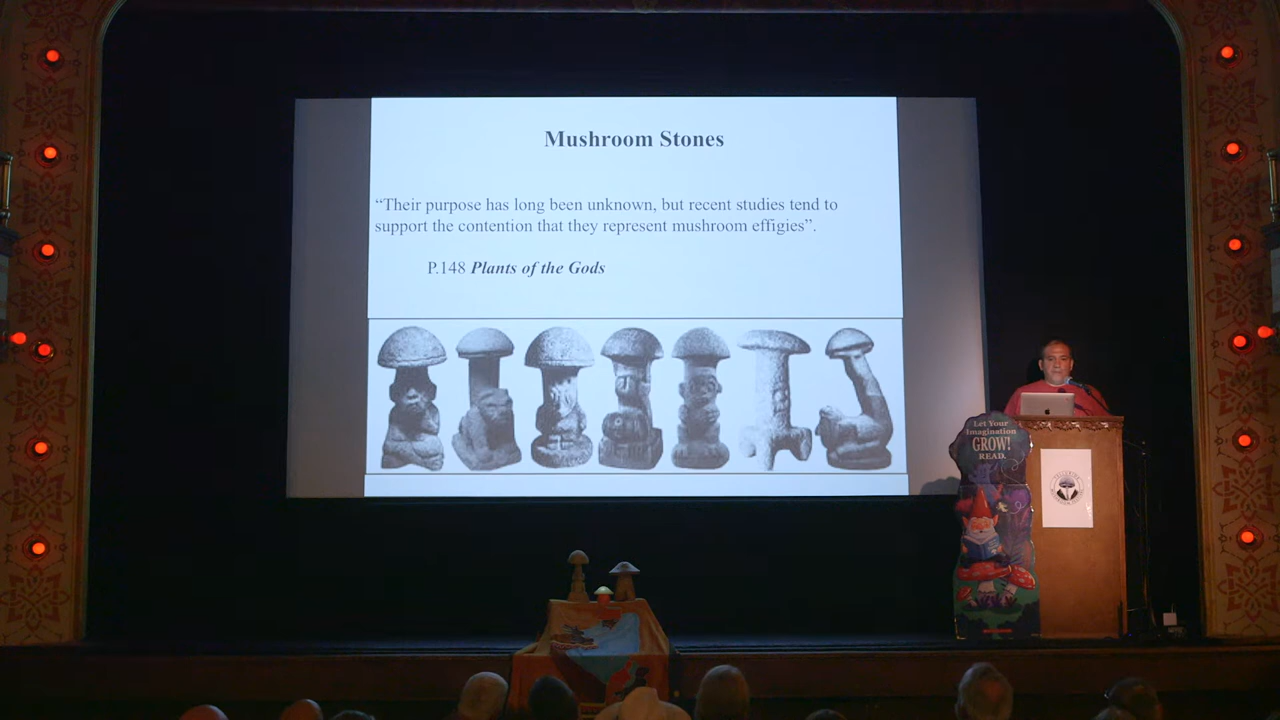 Mushroom Stones
“Their purpose has long been unknown, but recent studies tend to
support the contention that they represent mushroom effigies”.
P.148 Plants of the Gods
Let Your
Imagination
GROW!
READ.